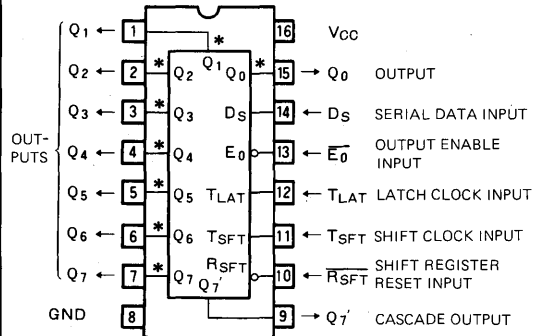 Q1 ← 1 16 VCC
Q2 ← 2 * Q2 Q1 * Q0 * 15 → Q0 OUTPUT
Q3 ← 3 * Q3 DS 14 ← DS SERIAL DATA INPUT
OUT-
PUTS
Q4 ← 4 * Q4 E0 13 ← E0̅ OUTPUT ENABLE
INPUT
Q5 ← 5 * Q5 TLAT 12 ← TLAT LATCH CLOCK INPUT
Q6 ← 6 * Q6 TSFT 11 ← TSFT SHIFT CLOCK INPUT
Q7 ← 7 * Q7 RSFT 10 ← R̅S̅F̅T̅ SHIFT REGISTER
RESET INPUT
GND 8 Q7′ 9 → Q7′ CASCADE OUTPUT